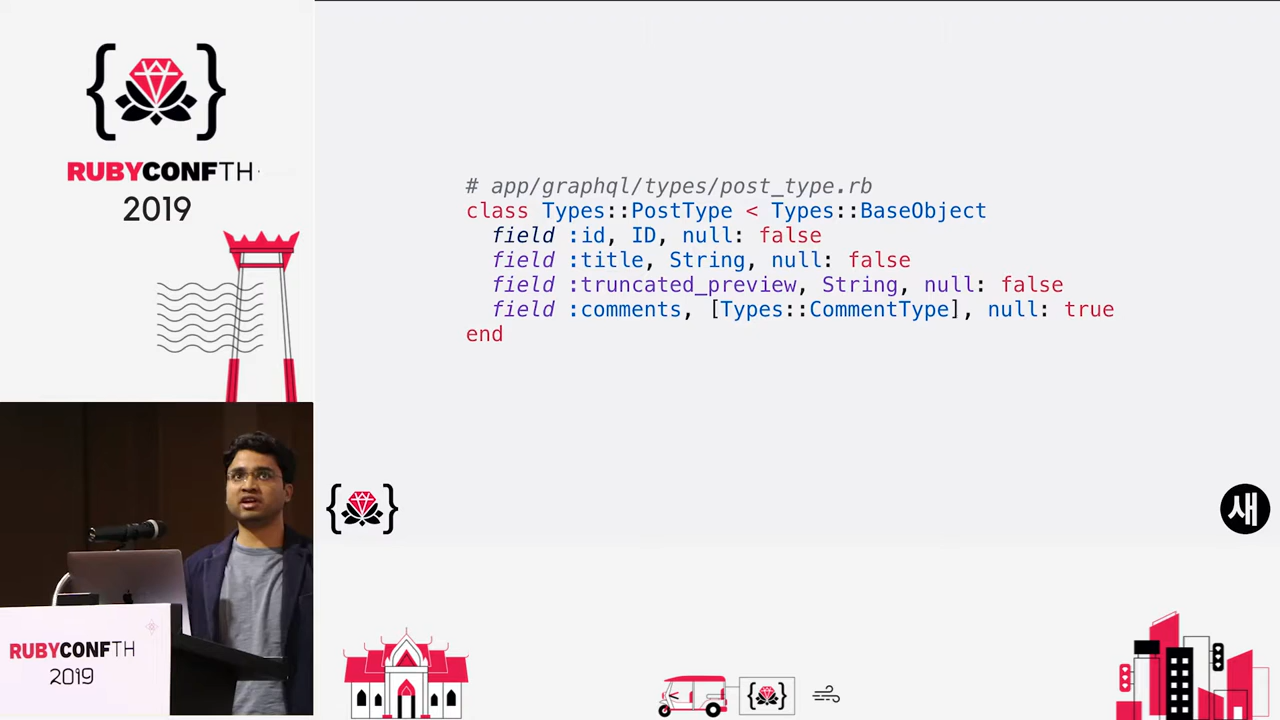 RUBYCONFTH
2019
# app/graphql/types/post_type.rb
class Types::PostType < Types::BaseObject
  field :id, ID, null: false
  field :title, String, null: false
  field :truncated_preview, String, null: false
  field :comments, [Types::CommentType], null: true
end
새
RUBYCONFTH
2019